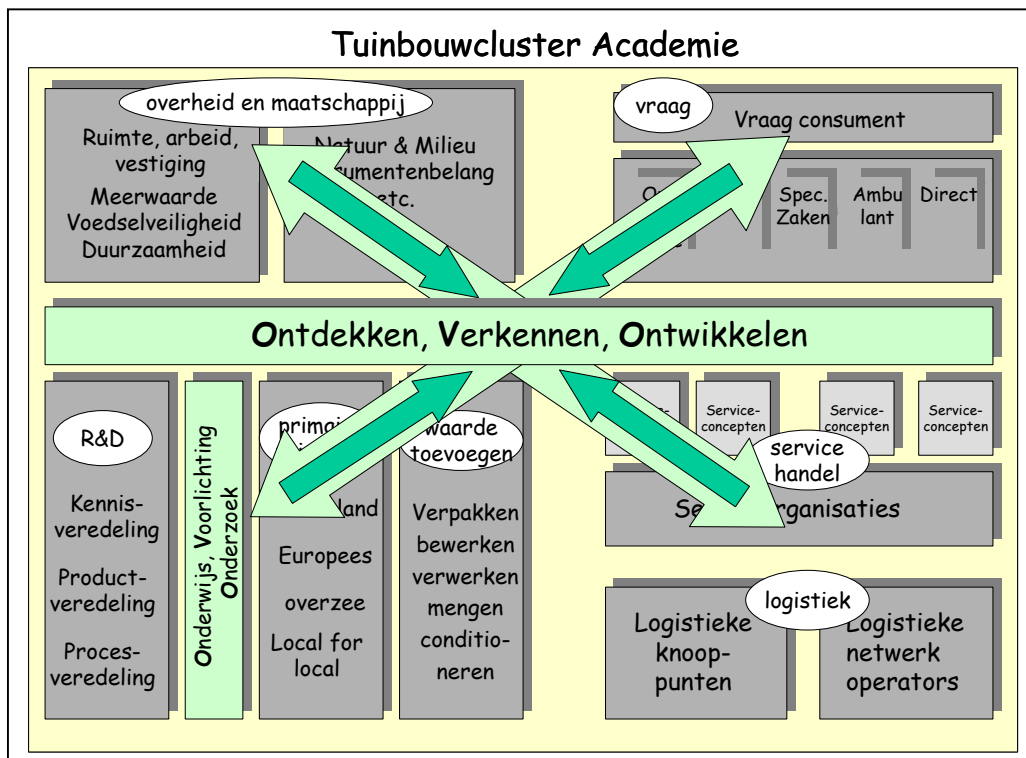 Tuinbouwcluster Academie
overheid en maatschappij
Ruimte, arbeid,
vestiging
Meerwaarde
Voedselveiligheid
Duurzaamheid
Natuur & Milieu
etc.
vraag
Vraag consument
Spec.
Zaken
Ambu
lant
Direct
Ontdekken, Verkennen, Ontwikkelen
R&D
Kennis-
veredeling
Product-
veredeling
Proces-
veredeling
Onderwijs, Voorlichting
Onderzoek
Europees
overzee
Local for
local
waarde
toevoegen
Verpakken
bewerken
verwerken
mengen
conditio-
neren
Service-
concepten
Service-
concepten
Service-
concepten
service
handel
logistiek
Logistieke
knoop-
punten
Logistieke
netwerk
operators